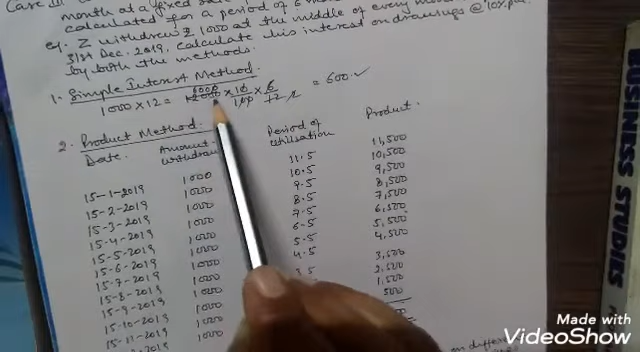 Case III
month at a fixed
calculated for a period of 6
eg. Z withdrew ₹ 1000 at the middle of every
31st Dec. 2019. Calculate his interest on drawings @ 10% p.a.
by both the methods.
1. Simple Interest Method
6000
1000 × 12 = 12000 × 10/100 × 6/12 = 600.
2. Product Method
Date. Amount withdrawn Period of utilisation Product
15-1-2019 1000 11.5 11,500
15-2-2019 1000 10.5 10,500
15-3-2019 1000 9.5 9,500
15-4-2019 1000 8.5 8,500
15-5-2019 1000 7.5 7,500
15-6-2019 1000 6.5 6,500
15-7-2019 1000 5.5 5,500
15-8-2019 1000 4.5 4,500
15-9-2019 1000 3.5 3,500
15-10-2019 1000 2,500
15-11-2019 1000 1,500
500
on
BUSINESS STUDIES
Made with
VideoShow